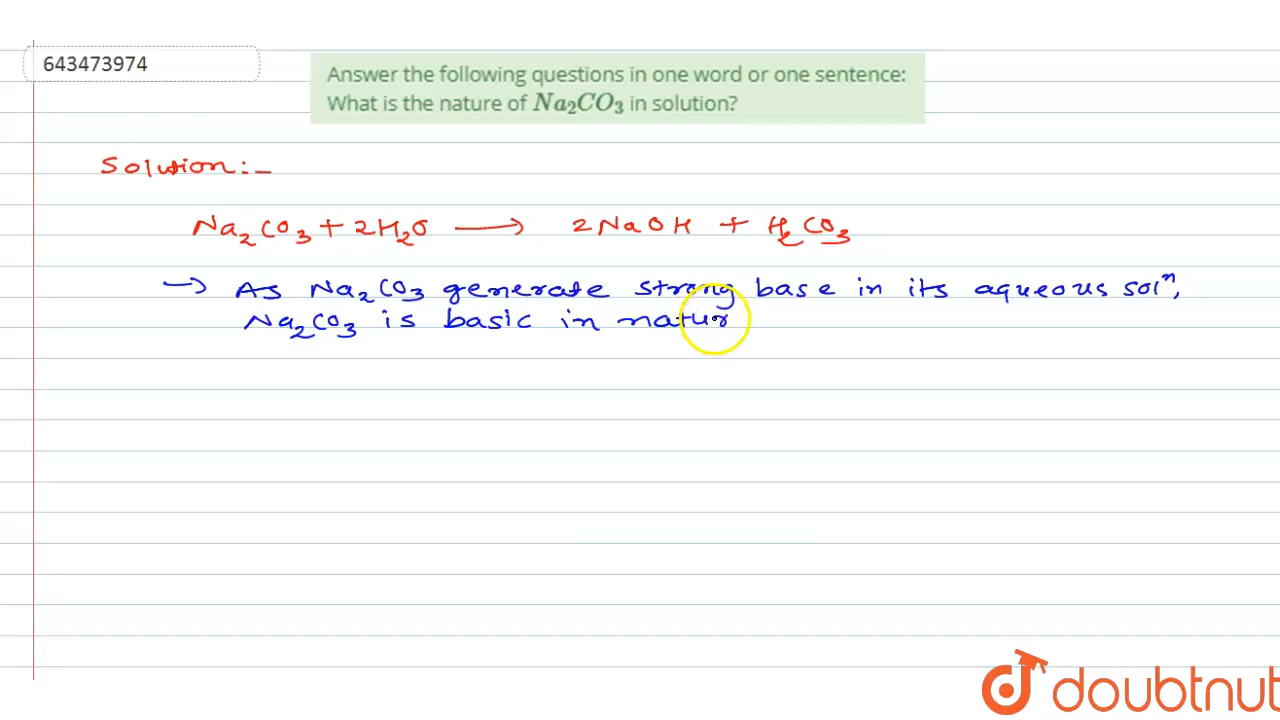 643473974
Answer the following questions in one word or one sentence:
What is the nature of Na₂CO₃ in solution?
Solution:-
Na₂CO₃ + 2H₂O ⟶ 2NaOH + H₂CO₃
→ As Na₂CO₃ generate strong base in its aqueous solⁿ,
Na₂CO₃ is basic in natur
doubtnut